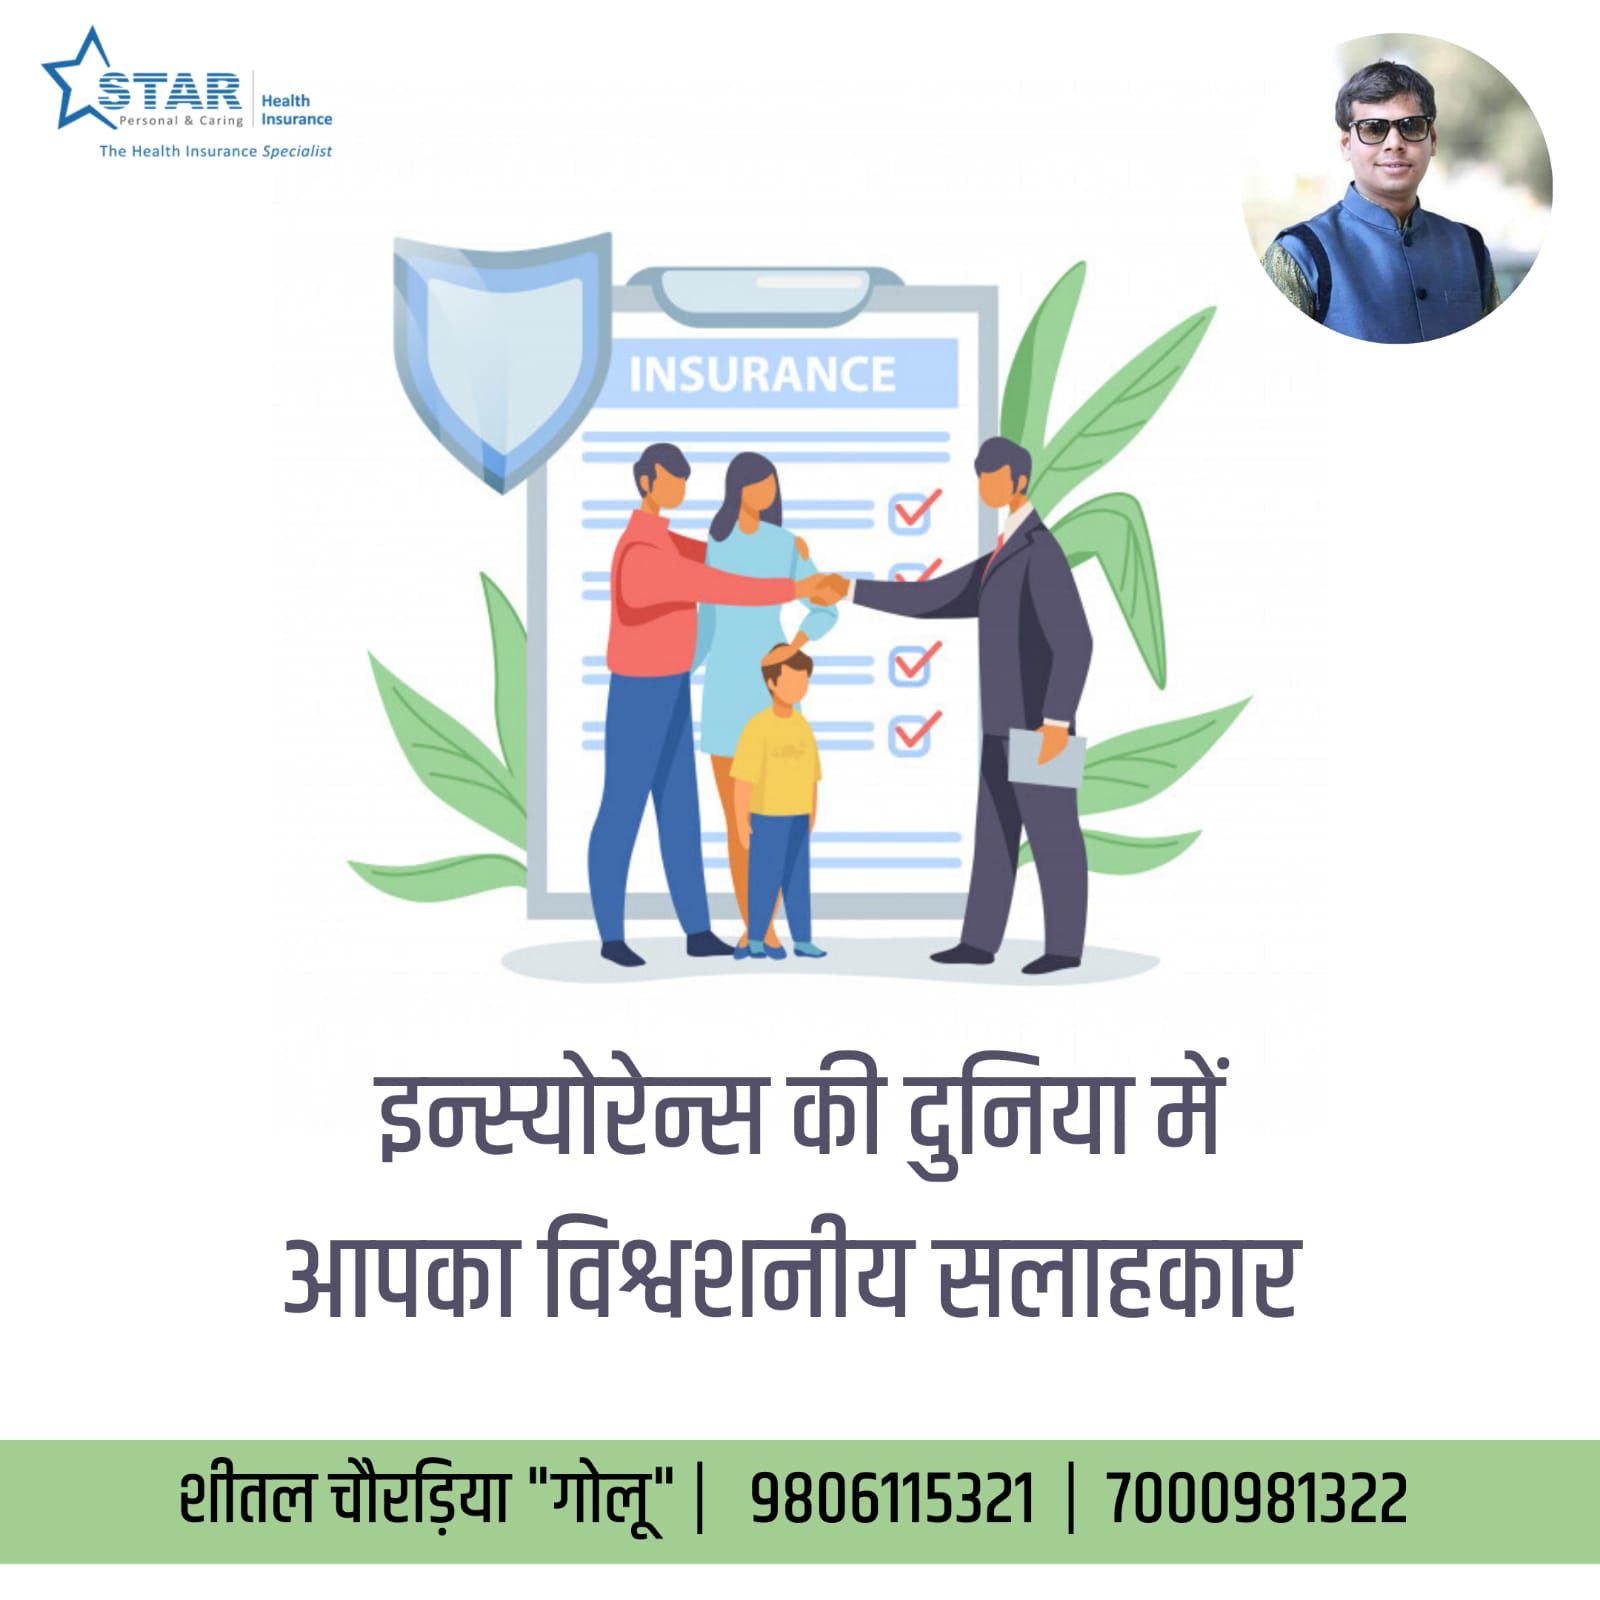 STAR
Personal & Caring
Health
Insurance
The Health Insurance Specialist
INSURANCE
इन्स्योरेन्स की दुनिया में
आपका विश्वशनीय सलाहकार
शीतल चौरड़िया "गोलू" | 9806115321 | 7000981322